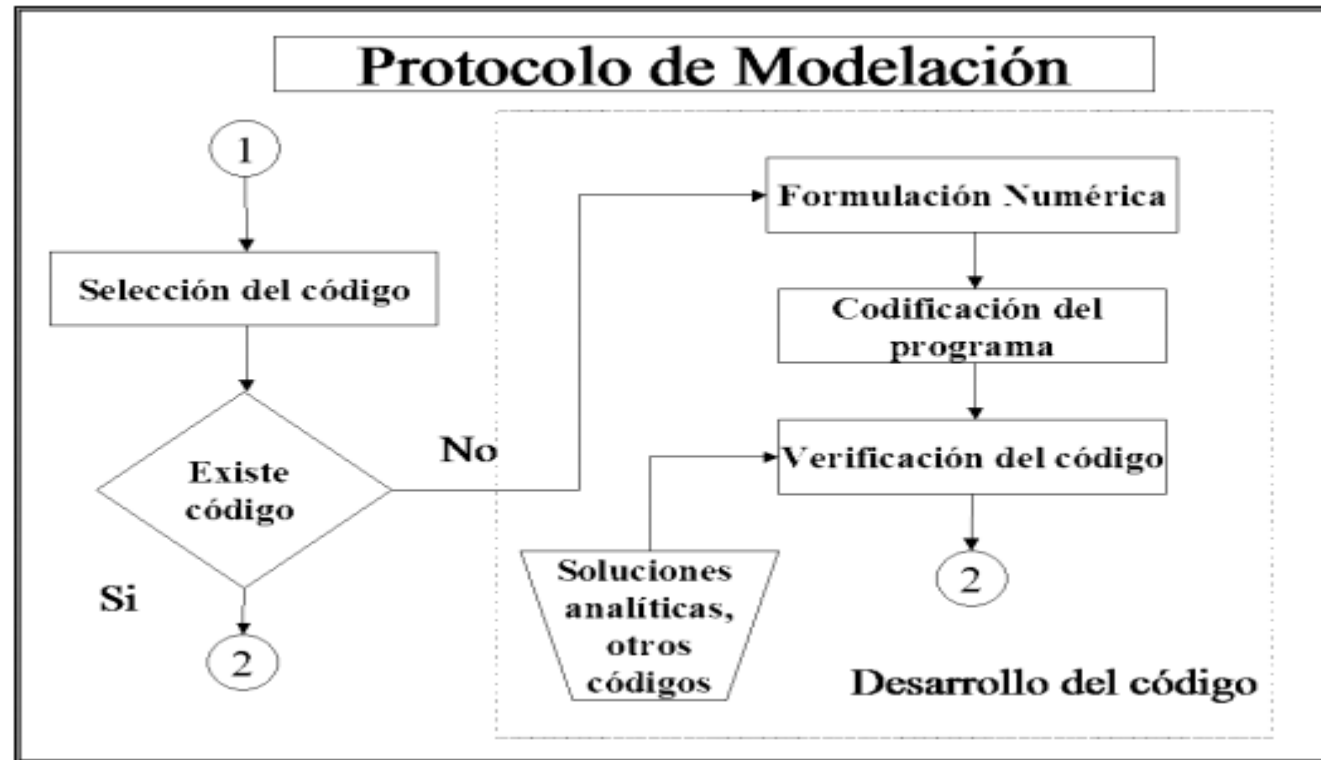 Protocolo de Modelación
1
Selección del código
Existe
código
No
Si
2
Formulación Numérica
Codificación del
programa
Verificación del código
Soluciones
analíticas,
otros
códigos
2
Desarrollo del código